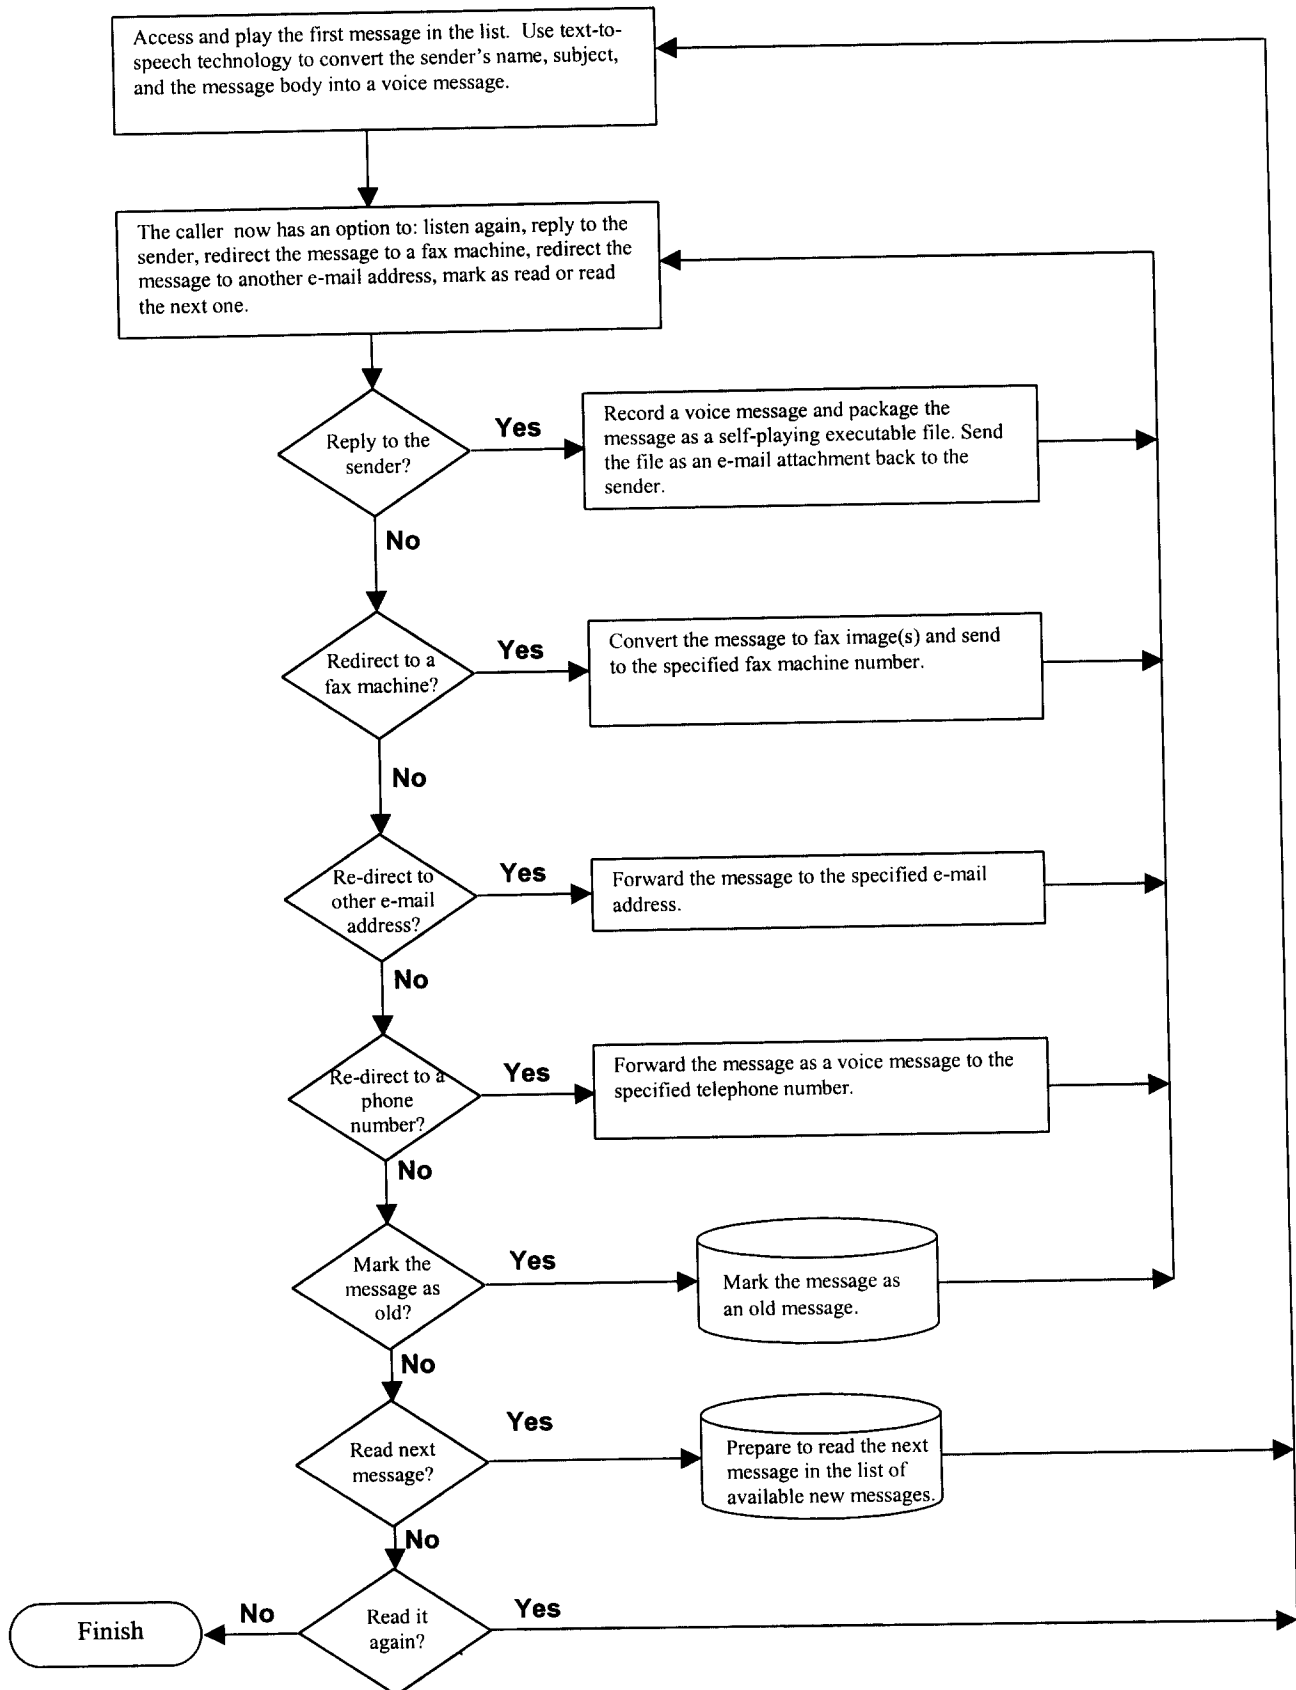 Access and play the first message in the list. Use text-to-
speech technology to convert the sender's name, subject,
and the message body into a voice message.
The caller now has an option to: listen again, reply to the
sender, redirect the message to a fax machine, redirect the
message to another e-mail address, mark as read or read
the next one.
Reply to the
sender?
Yes
Record a voice message and package the
message as a self-playing executable file. Send
the file as an e-mail attachment back to the
sender.
No
Redirect to a
fax machine?
Yes
Convert the message to fax image(s) and send
to the specified fax machine number.
No
Re-direct to
other e-mail
address?
Yes
Forward the message to the specified e-mail
address.
No
Re-direct to a
phone
number?
Yes
Forward the message as a voice message to the
specified telephone number.
No
Mark the
message as
old?
Yes
Mark the message as
an old message.
No
Read next
message?
Yes
Prepare to read the next
message in the list of
available new messages.
No
Read it
again?
Yes
No
Finish